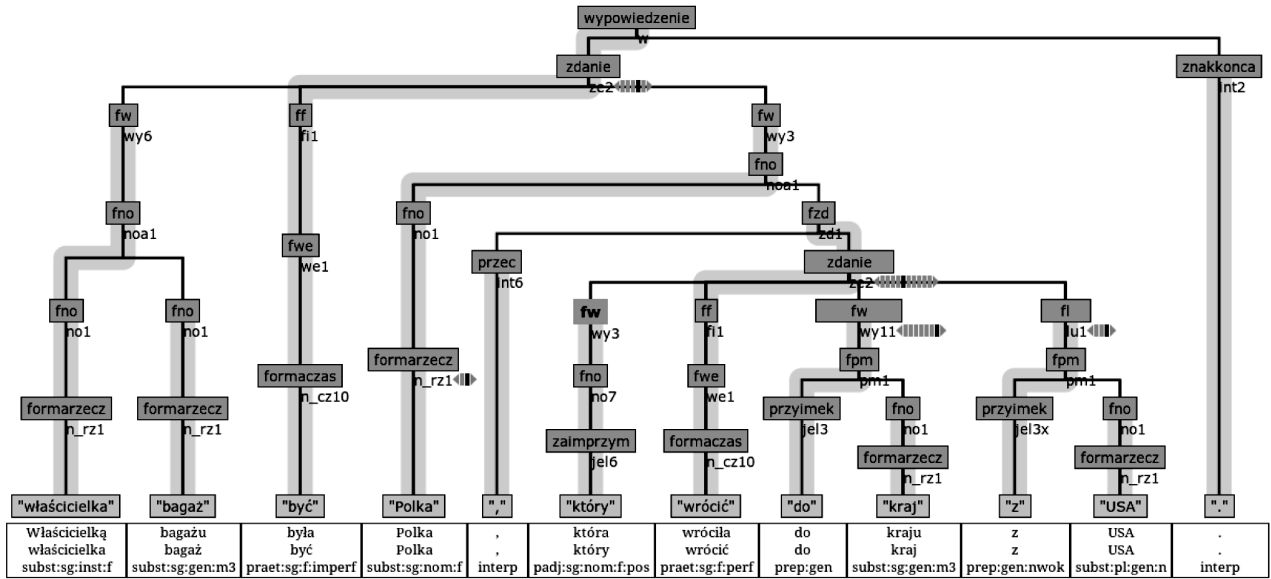 wypowiedzenie
w
zdanie znakkonca
ze2 int2
fw ff fw
wy6 fi1 wy3
fno
noa1
fno fno fzd
noa1 no1 zd1
fwe przec zdanie
we1 int6 ze2
fno fno fw ff fw fl
no1 no1 wy3 fi1 wy11 lu1
formarzecz fpm fpm
n_rz1 pm1 pm1
formaczas fno fwe
n_cz10 no7 we1
formarzecz formarzecz przyimek fno przyimek fno
n_rz1 n_rz1 jel3 no1 jel3x no1
zaimprzym formaczas
jel6 n_cz10
formarzecz formarzecz
n_rz1 n_rz1
"właścicielka" "bagaż" "być" "Polka" "," "który" "wrócić" "do" "kraj" "z" "USA" "."
Właścicielką bagażu była Polka , która wróciła do kraju z USA .
właścicielka bagaż być Polka , który wrócić do kraj z USA .
subst:sg:inst:f subst:sg:gen:m3 praet:sg:f:imperf subst:sg:nom:f interp padj:sg:nom:f:pos praet:sg:f:perf prep:gen subst:sg:gen:m3 prep:gen:nwok subst:pl:gen:n interp